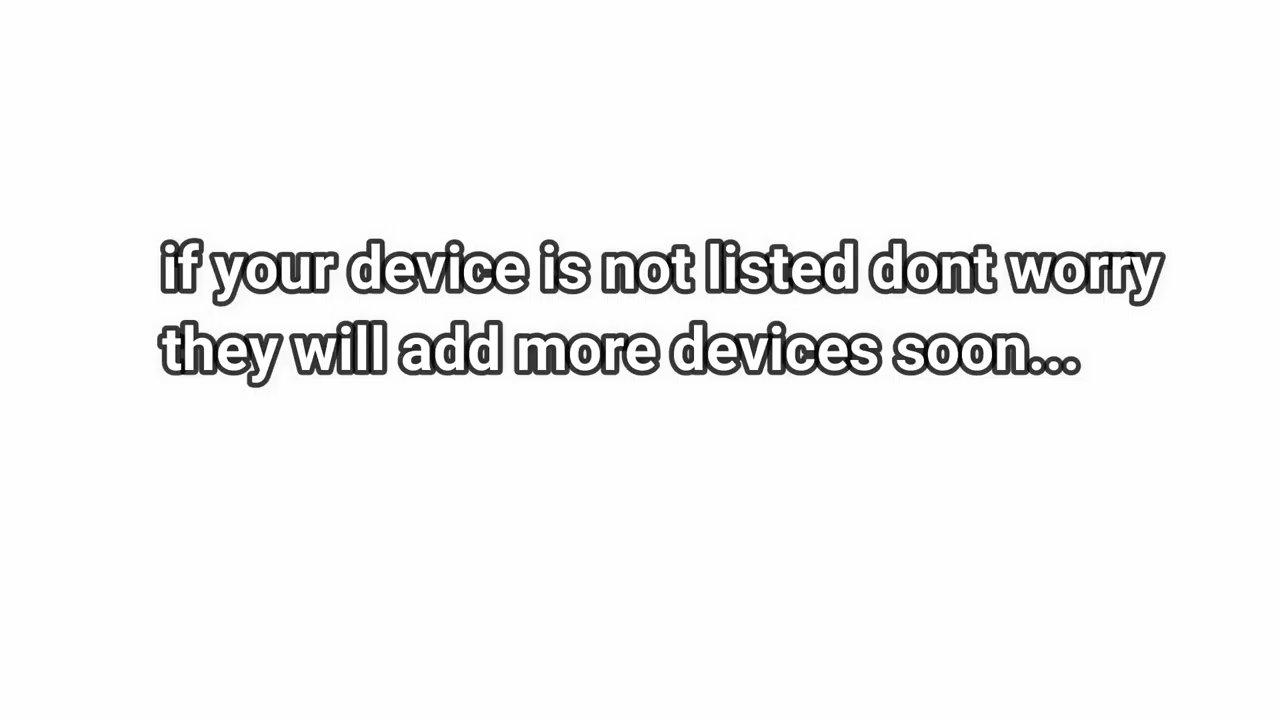 if your device is not listed dont worry
they will add more devices soon...